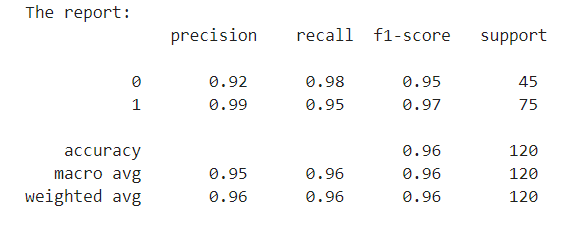 The report:
precision recall f1-score support
0 0.92 0.98 0.95 45
1 0.99 0.95 0.97 75
accuracy 0.96 120
macro avg 0.95 0.96 0.96 120
weighted avg 0.96 0.96 0.96 120